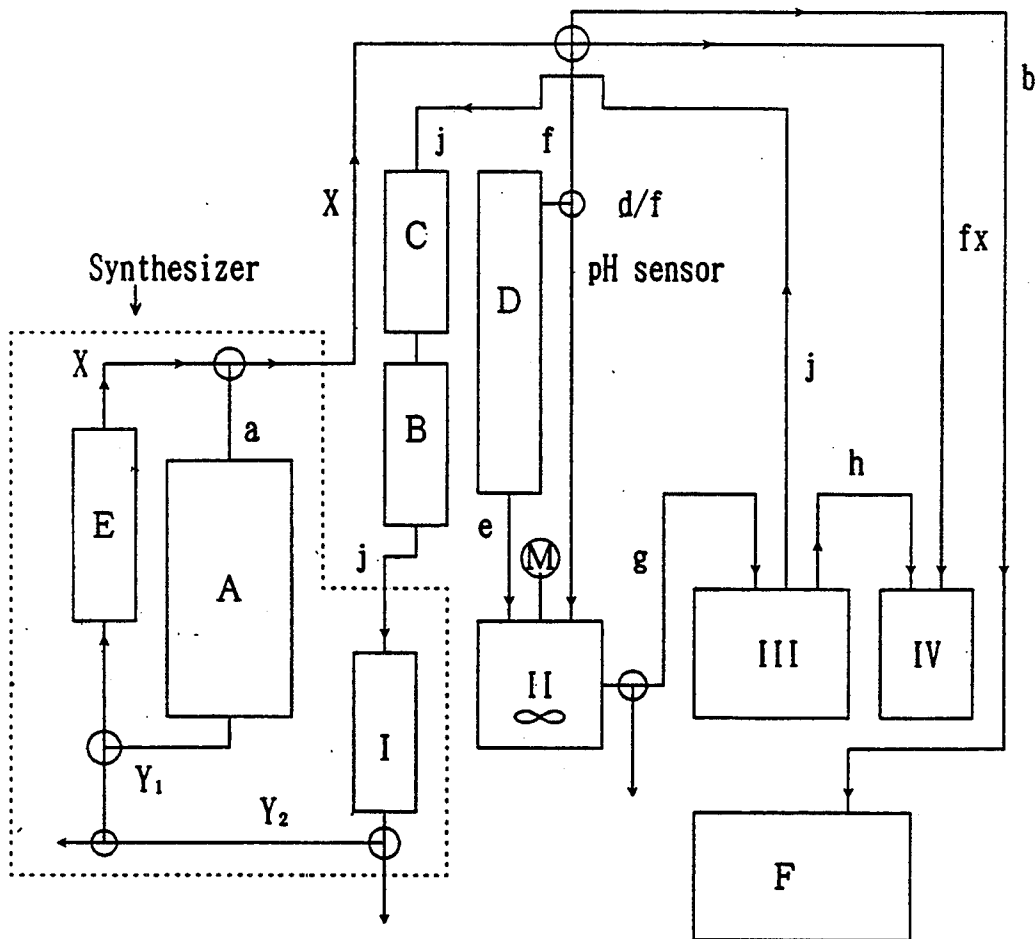 b
j
f
X
d/f
C
fx
Synthesizer
pH sensor
D
X
j
B
a
h
E
e
M
g
j
A
II
III
IV
I
Y₁
Y₂
F